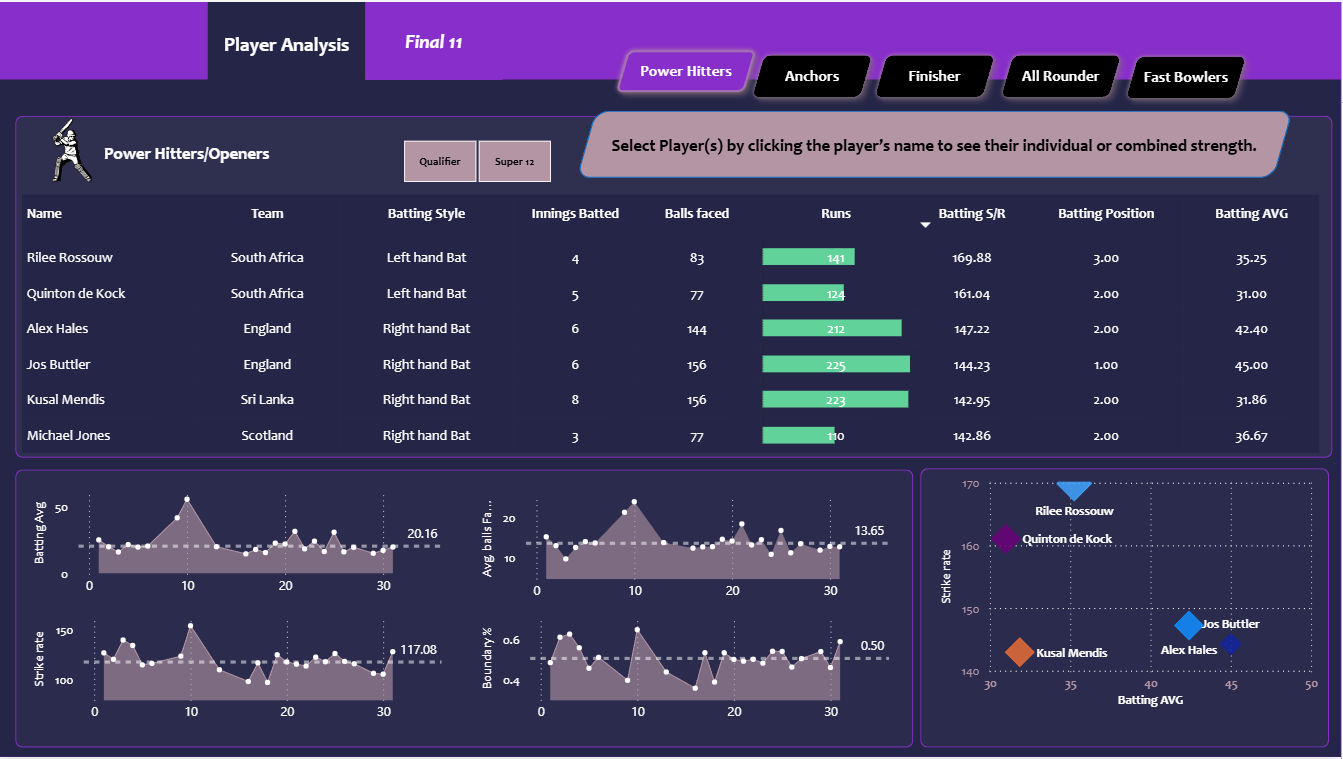 Player Analysis
Final 11
Power Hitters
Anchors
Finisher
All Rounder
Fast Bowlers
Power Hitters/Openers
Qualifier
Super 12
Select Player(s) by clicking the player's name to see their individual or combined strength.
Name Team Batting Style Innings Batted Balls faced Runs Batting S/R Batting Position Batting AVG
Rilee Rossouw South Africa Left hand Bat 4 83 141 169.88 3.00 35.25
Quinton de Kock South Africa Left hand Bat 5 77 124 161.04 2.00 31.00
Alex Hales England Right hand Bat 6 144 212 147.22 2.00 42.40
Jos Buttler England Right hand Bat 6 156 225 144.23 1.00 45.00
Kusal Mendis Sri Lanka Right hand Bat 8 156 223 142.95 2.00 31.86
Michael Jones Scotland Right hand Bat 3 77 110 142.86 2.00 36.67
Batting Avg
50
0
20.16
0 10 20 30
Avg. balls Fa...
20
10
13.65
0 10 20 30
Strike rate
150
100
117.08
0 10 20 30
Boundary %
0.6
0.4
0.50
0 10 20 30
Strike rate
170
160
150
140
Rilee Rossouw
Quinton de Kock
Jos Buttler
Alex Hales
Kusal Mendis
30 35 40 45 50
Batting AVG